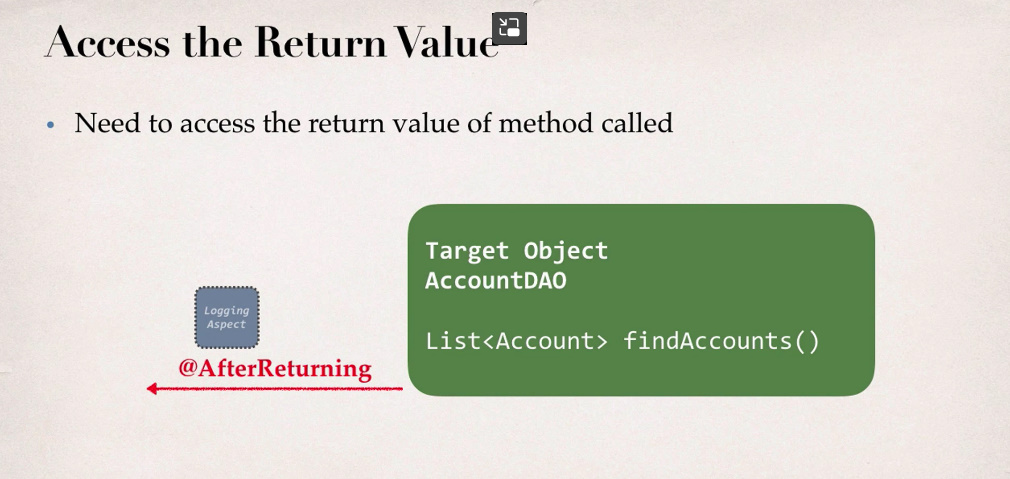 Access the Return Value
• Need to access the return value of method called
Target Object
AccountDAO
List<Account> findAccounts()
Logging
Aspect
@AfterReturning